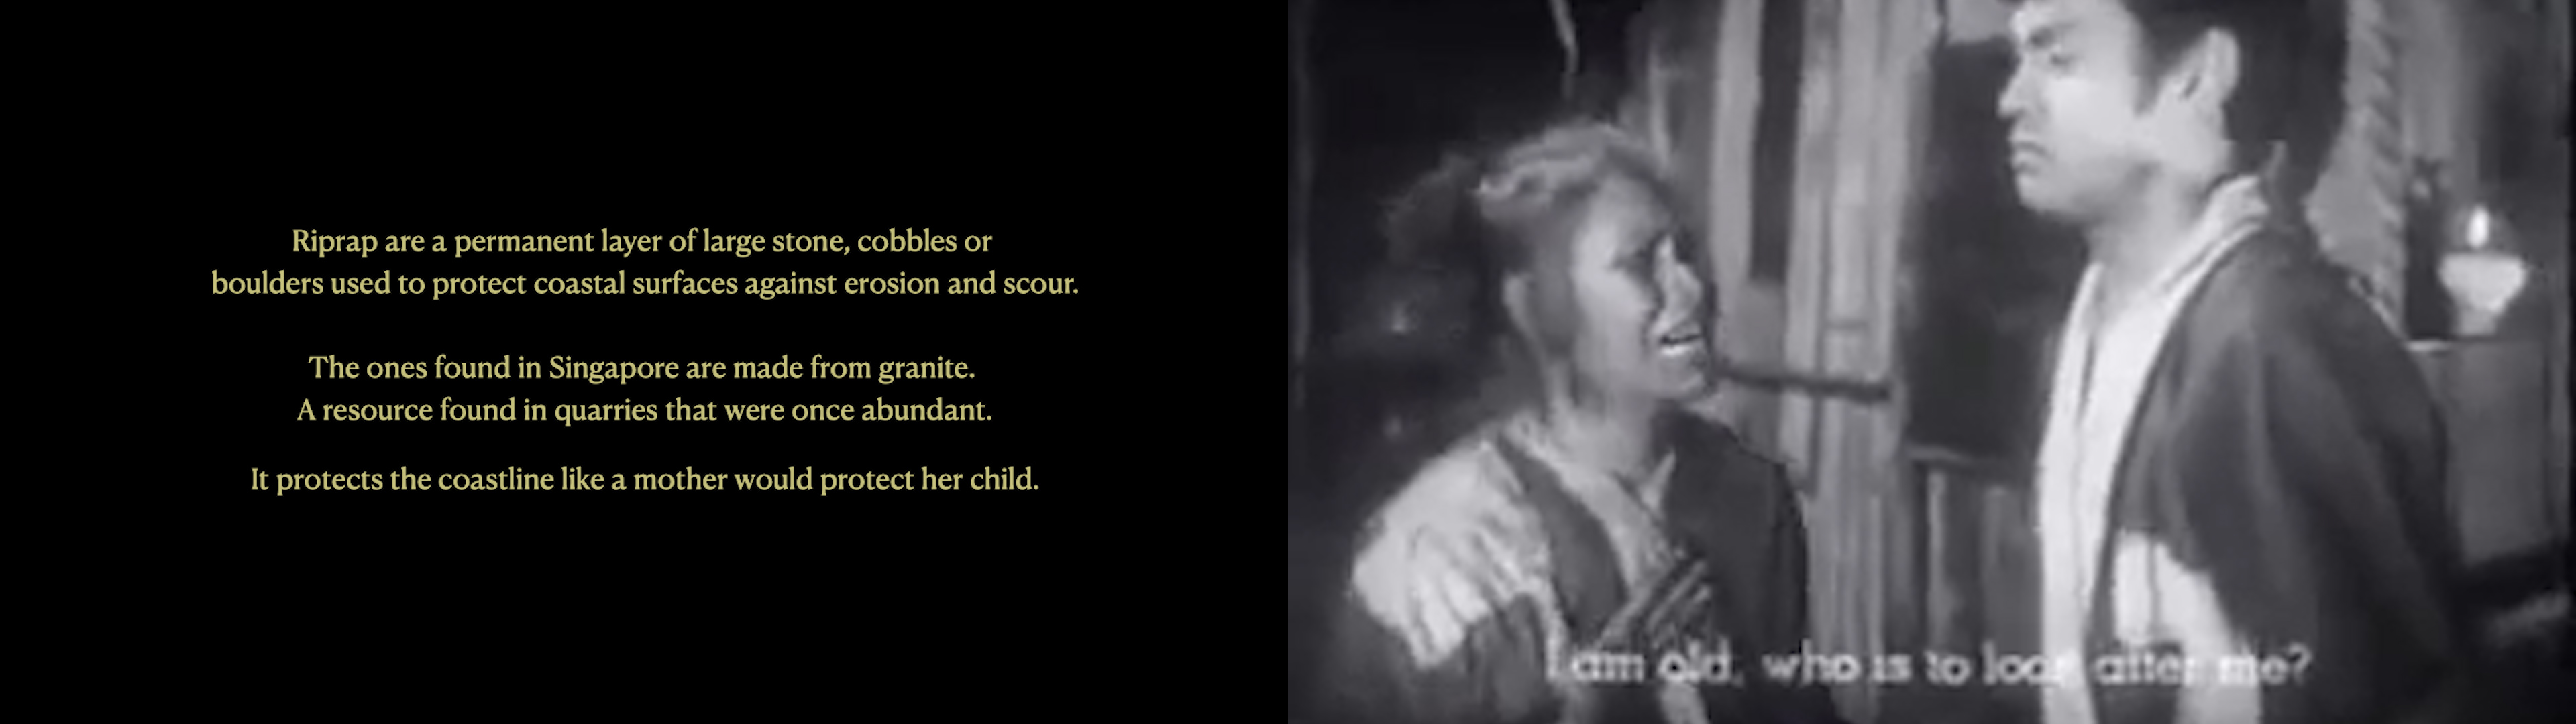 Riprap are a permanent layer of large stone, cobbles or
boulders used to protect coastal surfaces against erosion and scour.
The ones found in Singapore are made from granite.
A resource found in quarries that were once abundant.
It protects the coastline like a mother would protect her child.
I am old, who is to look after me?